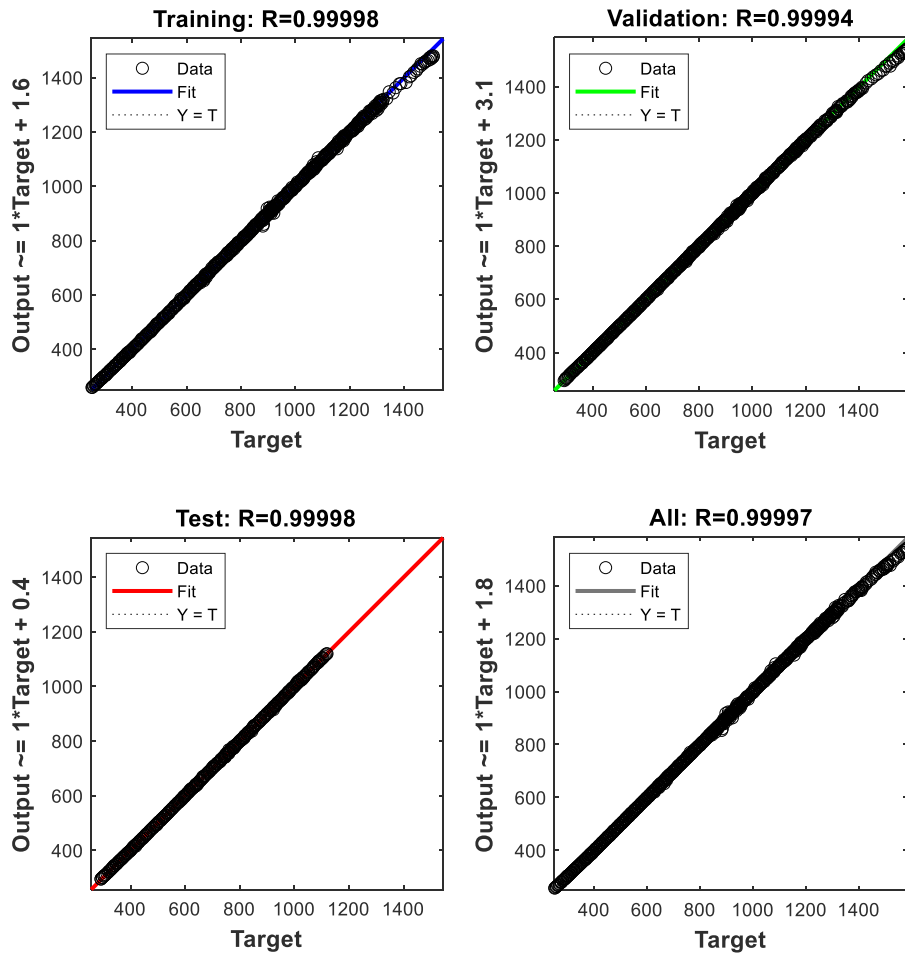 Training: R=0.99998
Output ~= 1*Target + 1.6
1400
1200
1000
800
600
400
Data
Fit
Y = T
400 600 800 1000 1200 1400
Target
Validation: R=0.99994
Output ~= 1*Target + 3.1
1400
1200
1000
800
600
400
Data
Fit
Y = T
400 600 800 1000 1200 1400
Target
Test: R=0.99998
Output ~= 1*Target + 0.4
1400
1200
1000
800
600
400
Data
Fit
Y = T
400 600 800 1000 1200 1400
Target
All: R=0.99997
Output ~= 1*Target + 1.8
1400
1200
1000
800
600
400
Data
Fit
Y = T
400 600 800 1000 1200 1400
Target